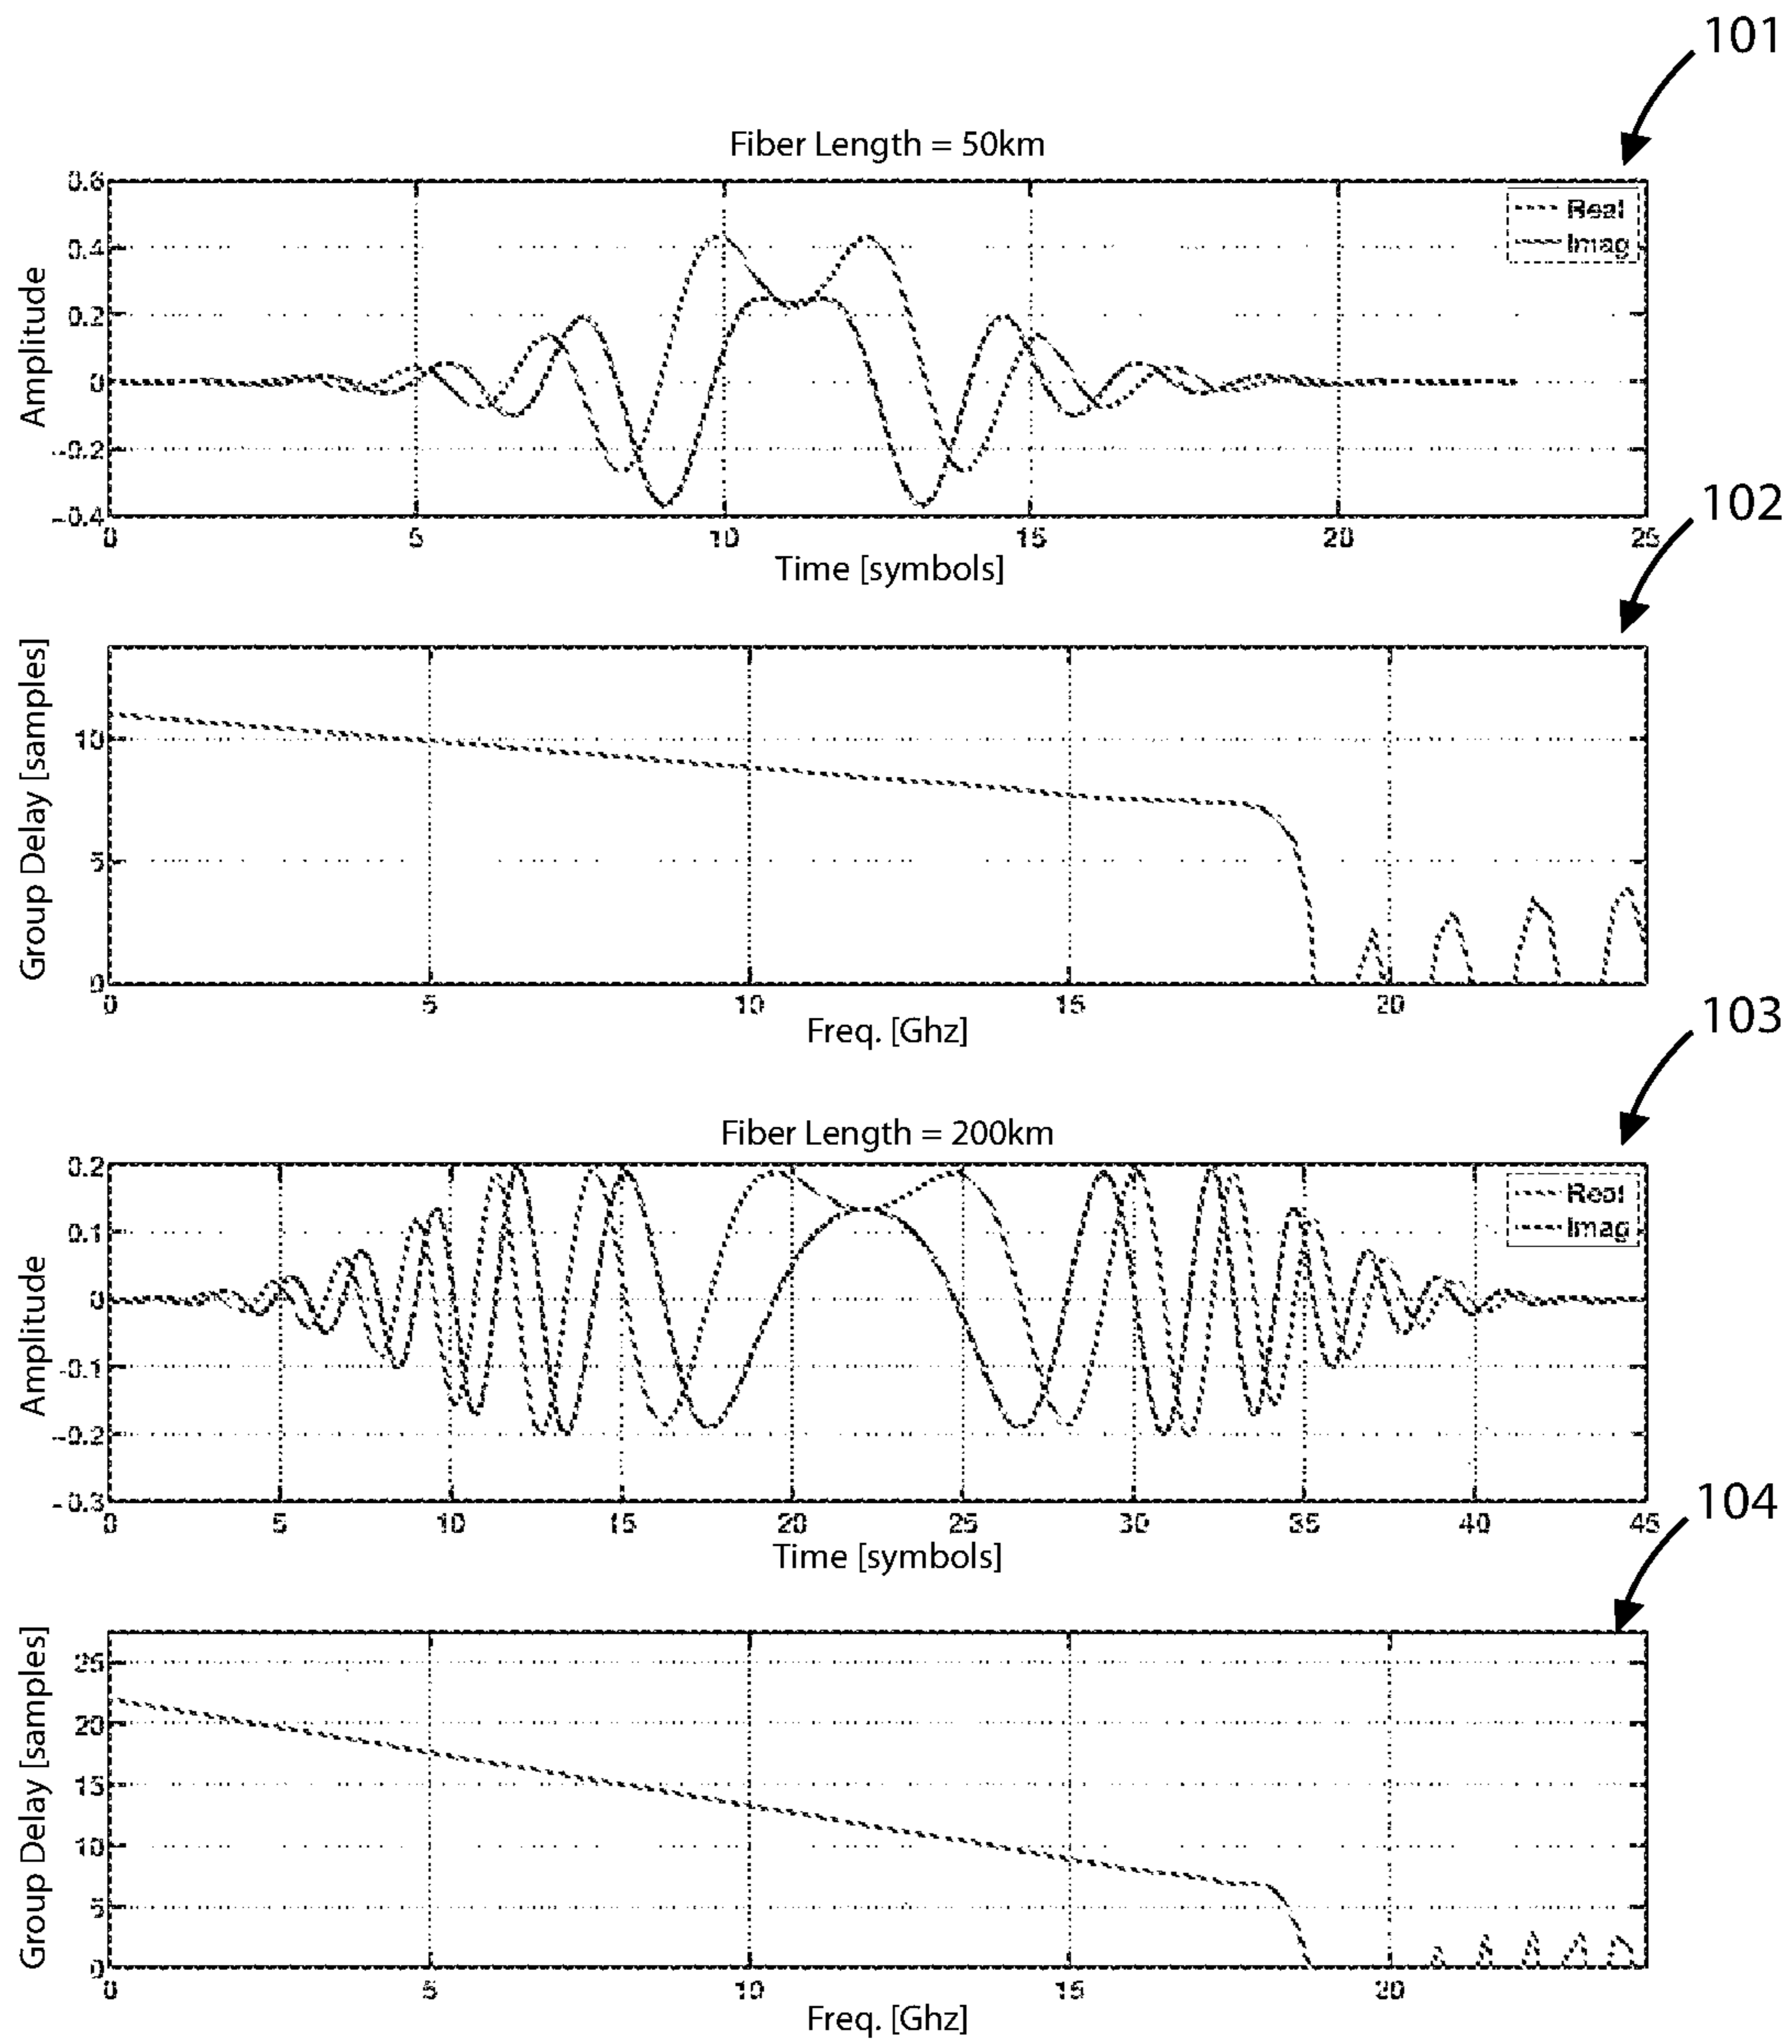 101
Fiber Length = 50km
0.6
0.4
0.2
0
-0.2
-0.4
Amplitude
Real
Imag
0 5 10 15 20 25
Time [symbols]
102
10
5
0
Group Delay [samples]
0 5 10 15 20
Freq. [Ghz]
103
Fiber Length = 200km
0.2
0.1
0
-0.1
-0.2
-0.3
Amplitude
Real
Imag
0 5 10 15 20 25 30 35 40 45
Time [symbols]
104
25
20
15
10
5
0
Group Delay [samples]
0 5 10 15 20
Freq. [Ghz]